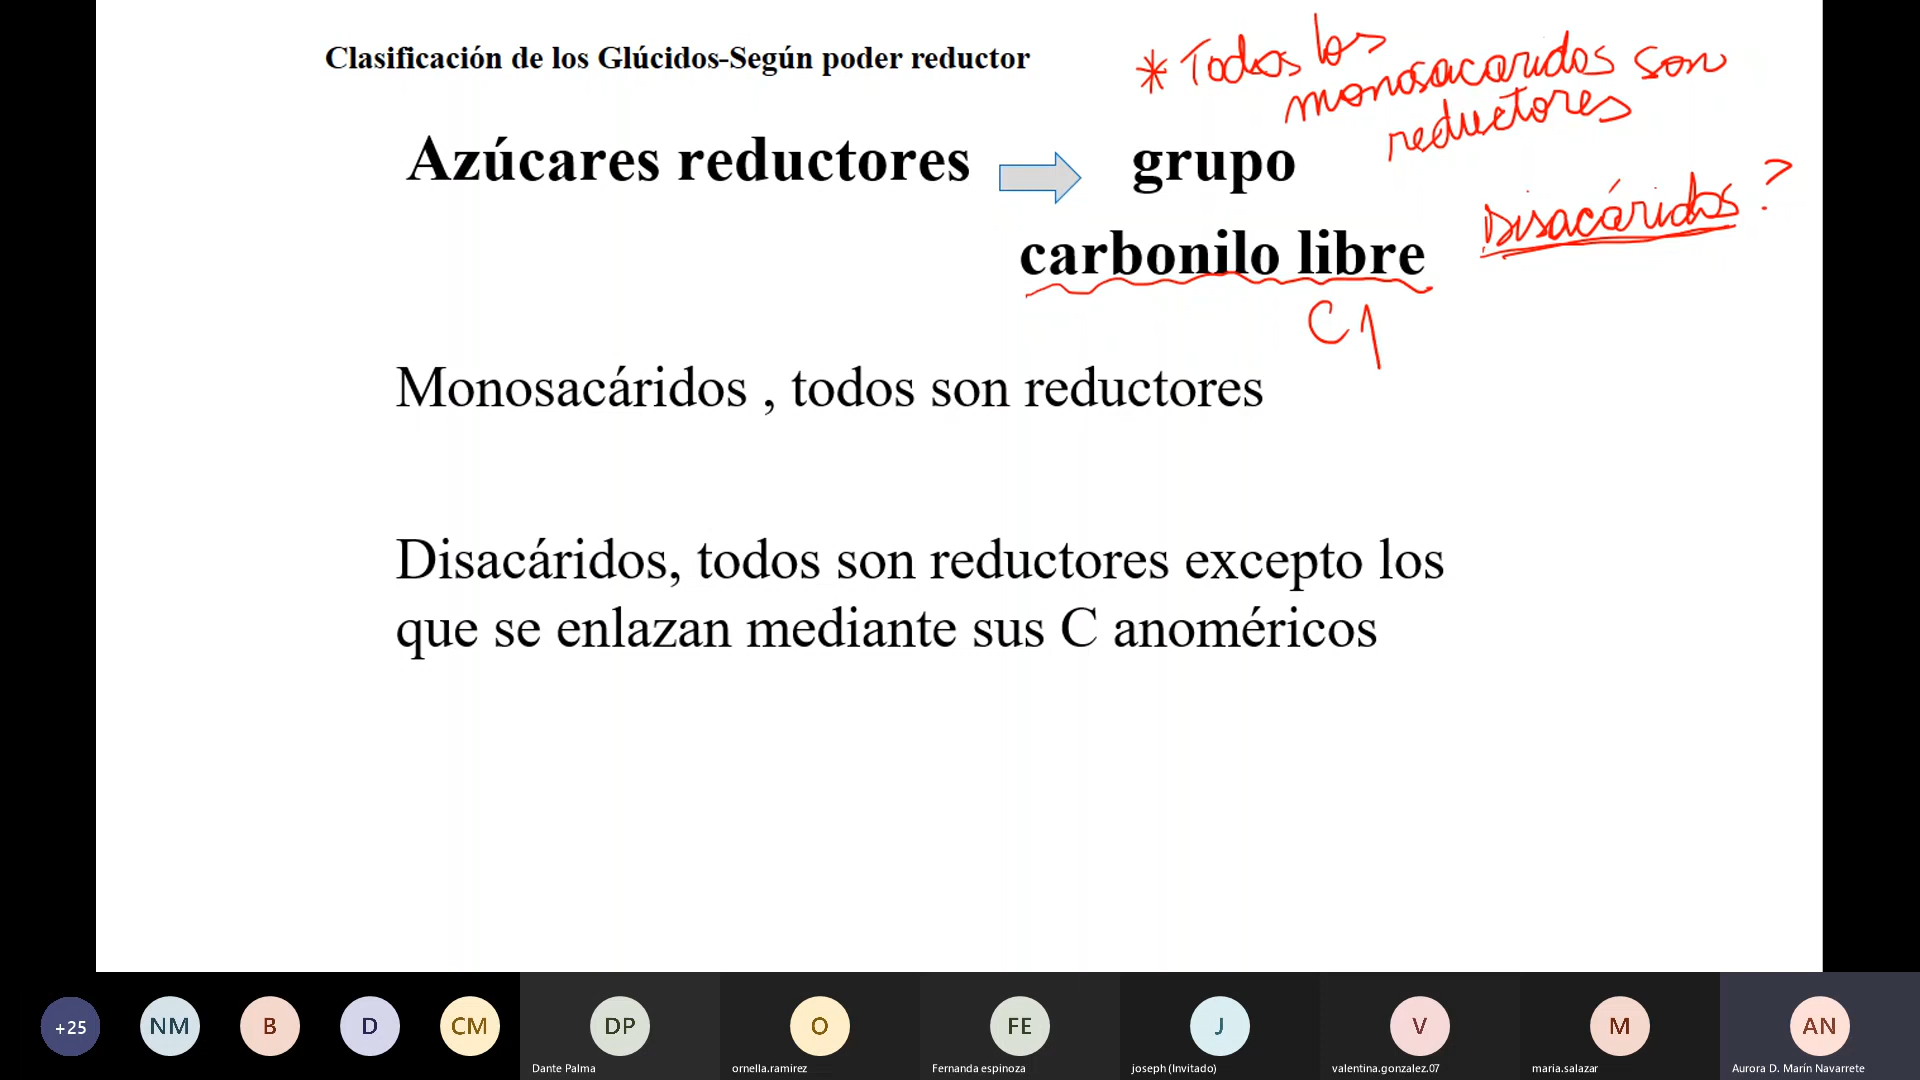 Clasificación de los Glúcidos-Según poder reductor
* Todos los
monosacaridos son
reductores
Azúcares reductores
grupo
carbonilo libre
Disacáridos ?
C1
Monosacáridos , todos son reductores
Disacáridos, todos son reductores excepto los
que se enlazan mediante sus C anoméricos
+25
NM
B
D
CM
DP
O
FE
J
V
M
AN
Dante Palma
ornella.ramirez
Fernanda espinoza
joseph (Invitado)
valentina.gonzalez.07
maria.salazar
Aurora D. Marín Navarrete